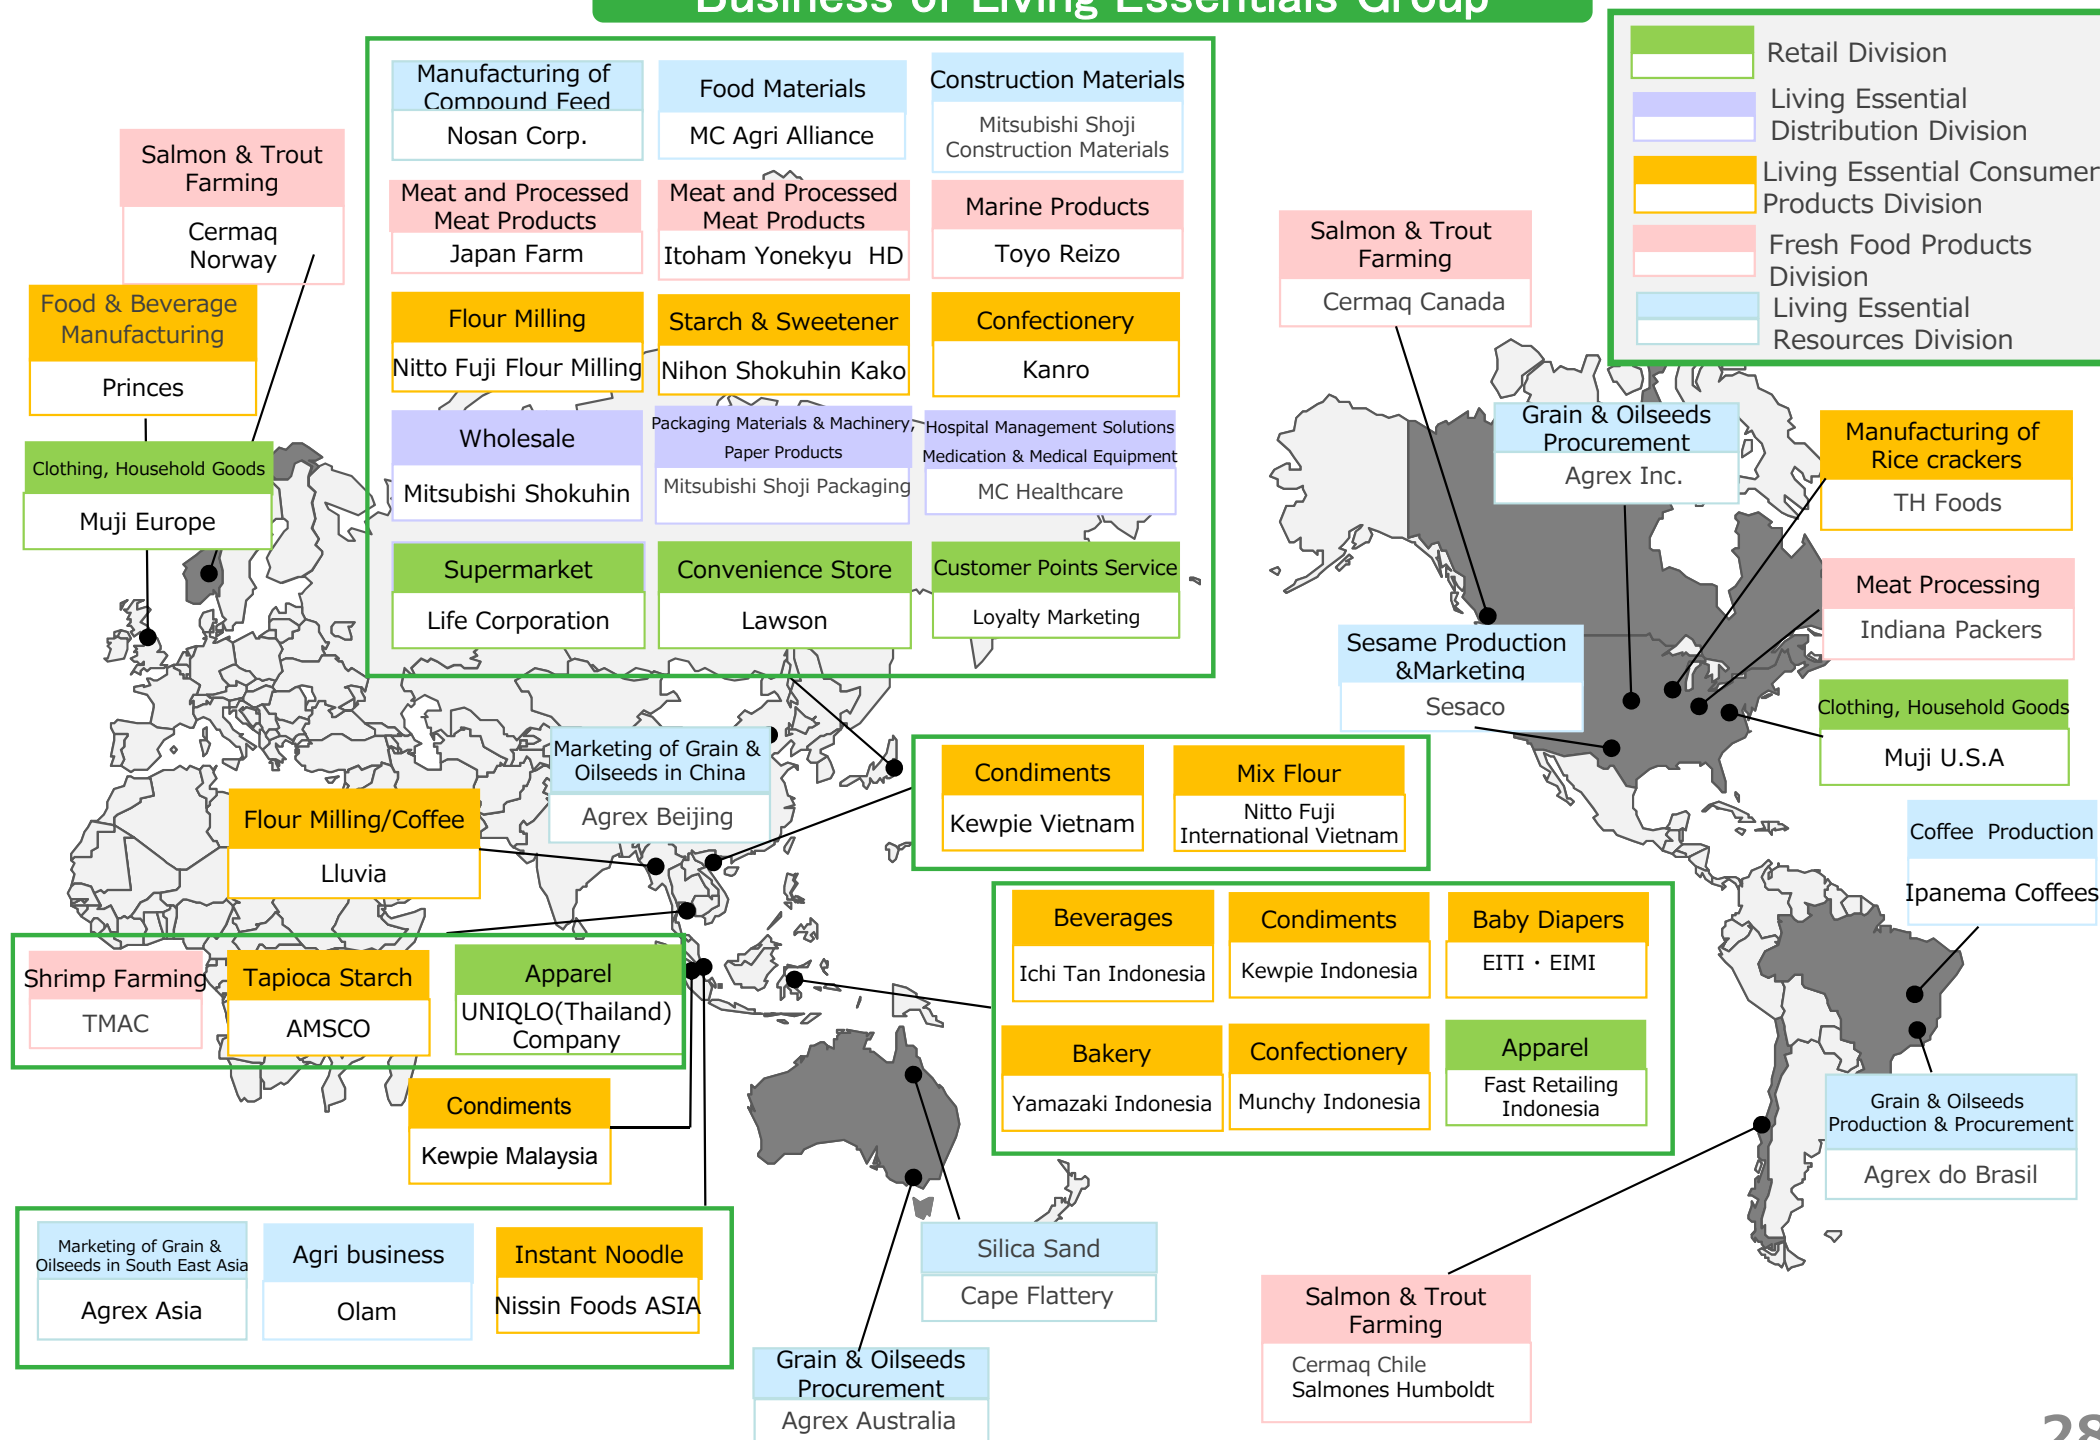 Business of Living Essentials Group
Retail Division
Living Essential
Distribution Division
Living Essential Consumer
Products Division
Fresh Food Products
Division
Living Essential
Resources Division
Manufacturing of
Compound Feed
Nosan Corp.
Food Materials
MC Agri Alliance
Construction Materials
Mitsubishi Shoji
Construction Materials
Meat and Processed
Meat Products
Japan Farm
Meat and Processed
Meat Products
Itoham Yonekyu HD
Marine Products
Toyo Reizo
Flour Milling
Nitto Fuji Flour Milling
Starch & Sweetener
Nihon Shokuhin Kako
Confectionery
Kanro
Wholesale
Mitsubishi Shokuhin
Packaging Materials & Machinery,
Paper Products
Mitsubishi Shoji Packaging
Hospital Management Solutions
Medication & Medical Equipment
MC Healthcare
Supermarket
Life Corporation
Convenience Store
Lawson
Customer Points Service
Loyalty Marketing
Salmon & Trout
Farming
Cermaq
Norway
Food & Beverage
Manufacturing
Princes
Clothing, Household Goods
Muji Europe
Salmon & Trout
Farming
Cermaq Canada
Grain & Oilseeds
Procurement
Agrex Inc.
Manufacturing of
Rice crackers
TH Foods
Meat Processing
Indiana Packers
Sesame Production
&Marketing
Sesaco
Clothing, Household Goods
Muji U.S.A
Marketing of Grain &
Oilseeds in China
Agrex Beijing
Condiments
Kewpie Vietnam
Mix Flour
Nitto Fuji
International Vietnam
Flour Milling/Coffee
Lluvia
Coffee Production
Ipanema Coffees
Beverages
Ichi Tan Indonesia
Condiments
Kewpie Indonesia
Baby Diapers
EITI・EIMI
Bakery
Yamazaki Indonesia
Confectionery
Munchy Indonesia
Apparel
Fast Retailing
Indonesia
Shrimp Farming
TMAC
Tapioca Starch
AMSCO
Apparel
UNIQLO(Thailand)
Company
Condiments
Kewpie Malaysia
Grain & Oilseeds
Production & Procurement
Agrex do Brasil
Marketing of Grain &
Oilseeds in South East Asia
Agrex Asia
Agri business
Olam
Instant Noodle
Nissin Foods ASIA
Silica Sand
Cape Flattery
Salmon & Trout
Farming
Cermaq Chile
Salmones Humboldt
Grain & Oilseeds
Procurement
Agrex Australia
28